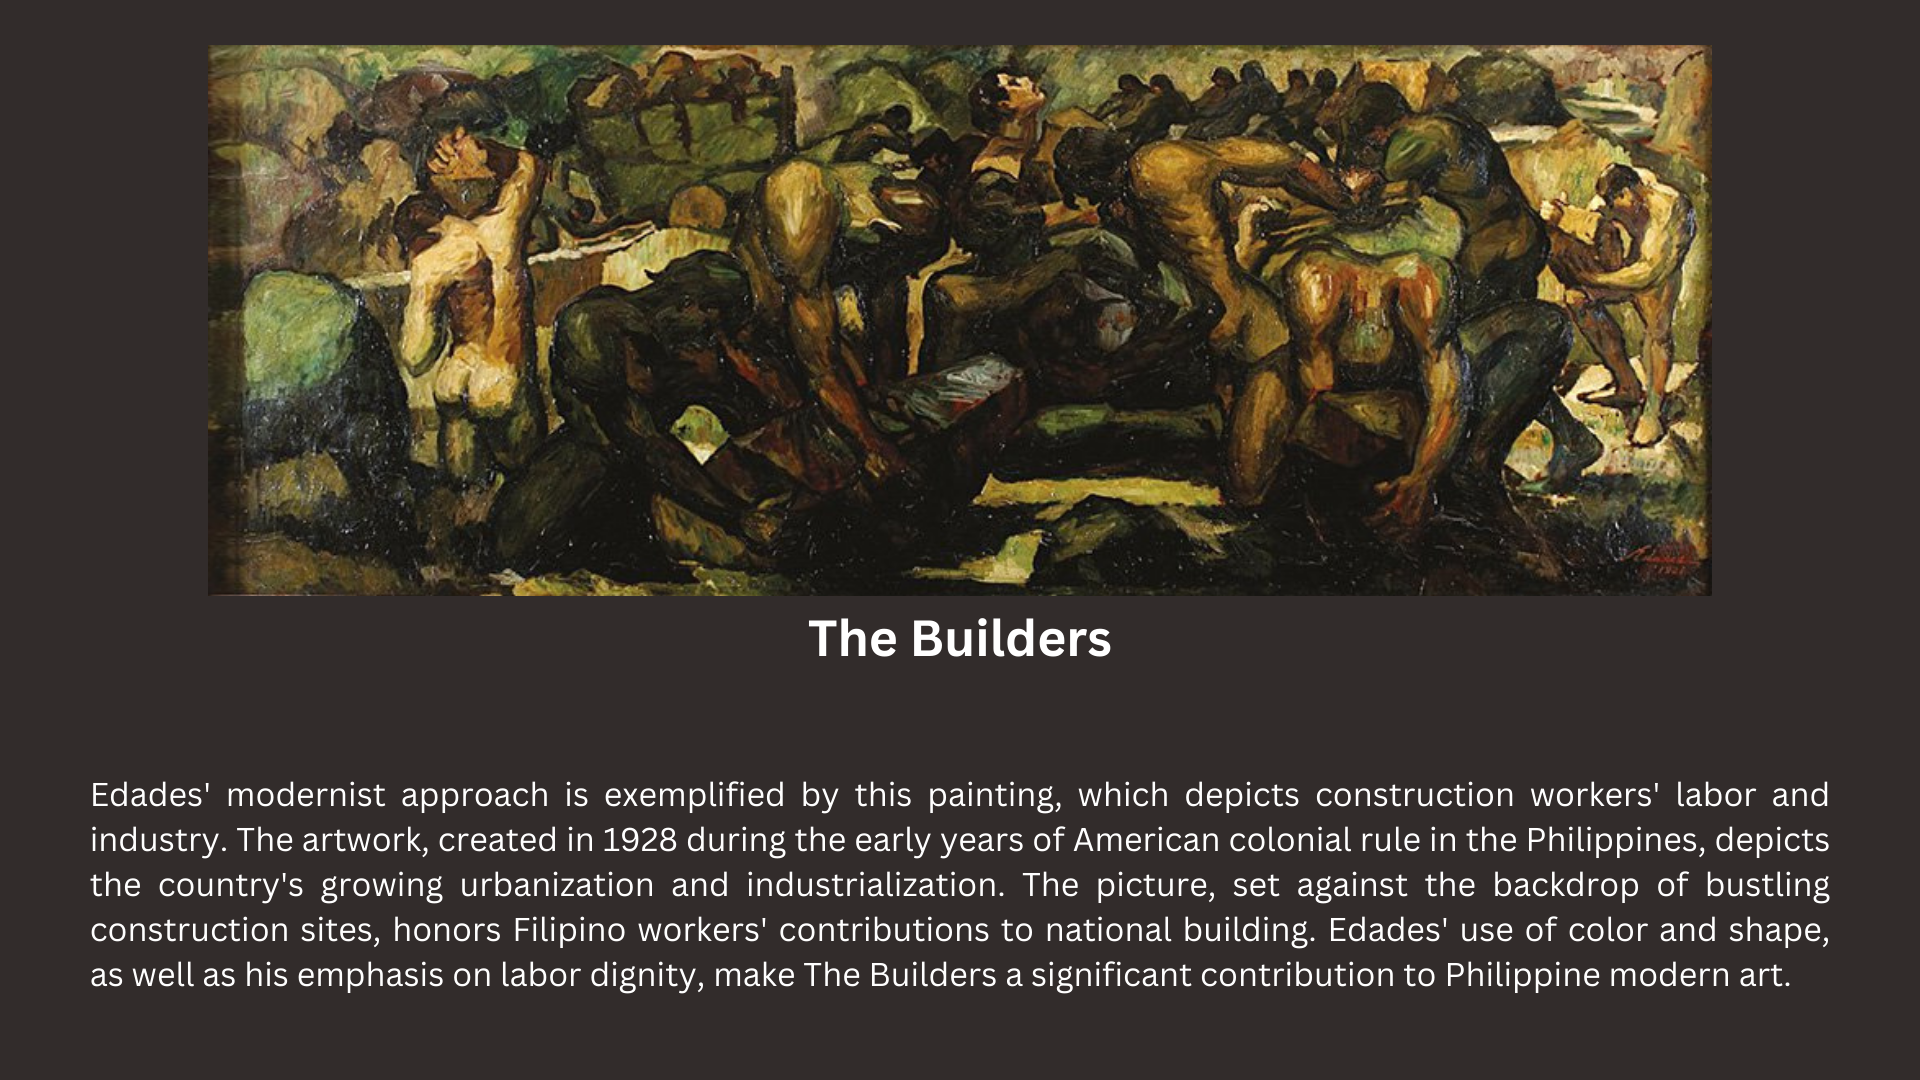 The Builders
Edades' modernist approach is exemplified by this painting, which depicts construction workers' labor and
industry. The artwork, created in 1928 during the early years of American colonial rule in the Philippines, depicts
the country's growing urbanization and industrialization. The picture, set against the backdrop of bustling
construction sites, honors Filipino workers' contributions to national building. Edades' use of color and shape,
as well as his emphasis on labor dignity, make The Builders a significant contribution to Philippine modern art.